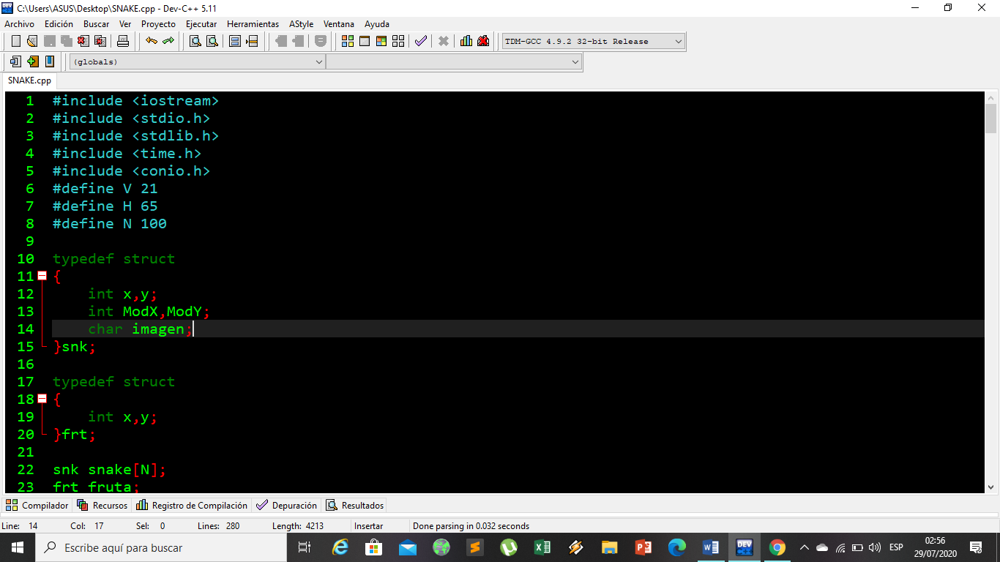 C:\Users\ASUS\Desktop\SNAKE.cpp - Dev-C++ 5.11
Archivo Edición Buscar Ver Proyecto Ejecutar Herramientas AStyle Ventana Ayuda
TDM-GCC 4.9.2 32-bit Release
(globals)
SNAKE.cpp
1 #include <iostream>
2 #include <stdio.h>
3 #include <stdlib.h>
4 #include <time.h>
5 #include <conio.h>
6 #define V 21
7 #define H 65
8 #define N 100
9
10 typedef struct
11 {
12 int x,y;
13 int ModX,ModY;
14 char imagen;
15 }snk;
16
17 typedef struct
18 {
19 int x,y;
20 }frt;
21
22 snk snake[N];
23 frt fruta;
Compilador Recursos Registro de Compilación Depuración Resultados
Line: 14 Col: 17 Sel: 0 Lines: 280 Length: 4213 Insertar Done parsing in 0.032 seconds
Escribe aquí para buscar
DEV
ESP
02:56
29/07/2020